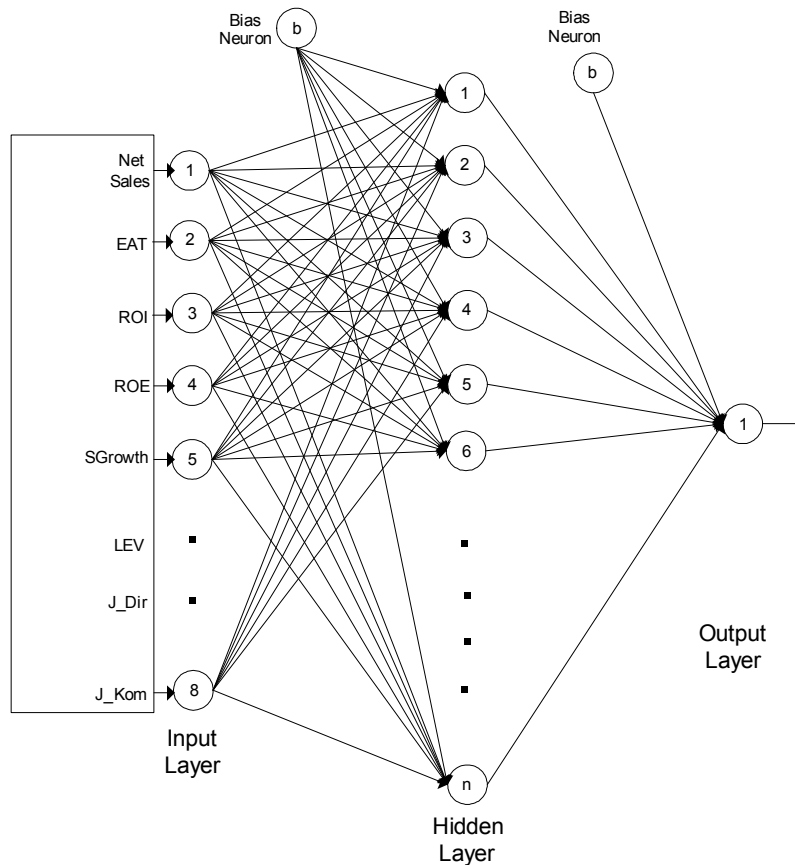 Bias
Neuron
b
Bias
Neuron
b
Net
Sales
EAT
ROI
ROE
SGrowth
LEV
J_Dir
J_Kom
1
2
3
4
5
8
Input
Layer
1
2
3
4
5
6
n
Hidden
Layer
1
Output
Layer